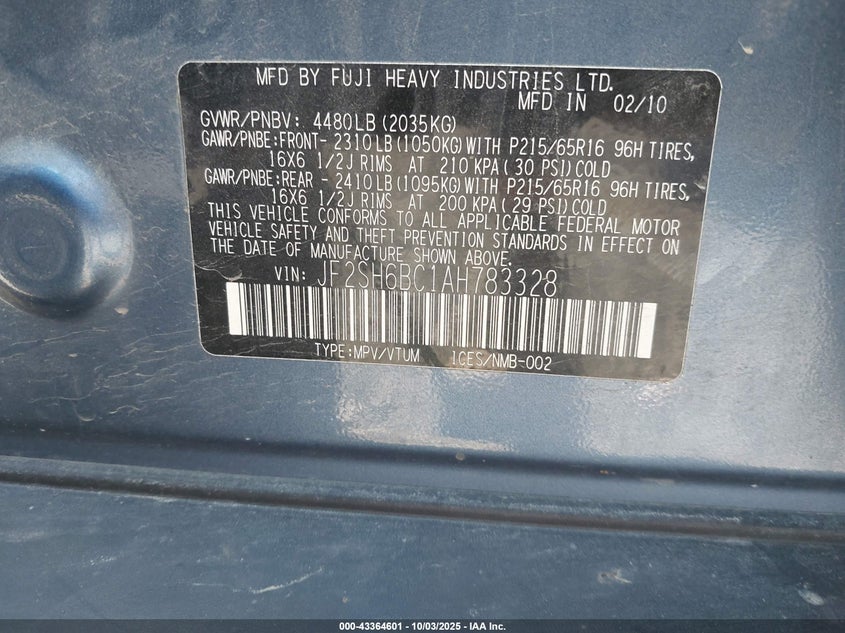 MFD BY FUJI HEAVY INDUSTRIES LTD.
MFD IN 02/10
GVWR/PNBV: 4480LB (2035KG)
GAWR/PNBE:FRONT- 2310LB(1050KG)WITH P215/65R16 96H TIRES,
16X6 1/2J RIMS AT 210KPA( 30 PSI)COLD
GAWR/PNBE:REAR - 2410LB(1095KG)WITH P215/65R16 96H TIRES,
16X6 1/2J RIMS AT 200KPA(29 PSI)COLD
THIS VEHICLE CONFORMS TO ALL APPLICABLE FEDERAL MOTOR
VEHICLE SAFETY AND THEFT PREVENTION STANDARDS IN EFFECT ON
THE DATE OF MANUFACTURE SHOWN ABOVE.
VIN: JF2SH6BC1AH783328
TYPE:MPV/VTUM 1CES/NMB-002
000-43364601 - 10/03/2025 - IAA Inc.